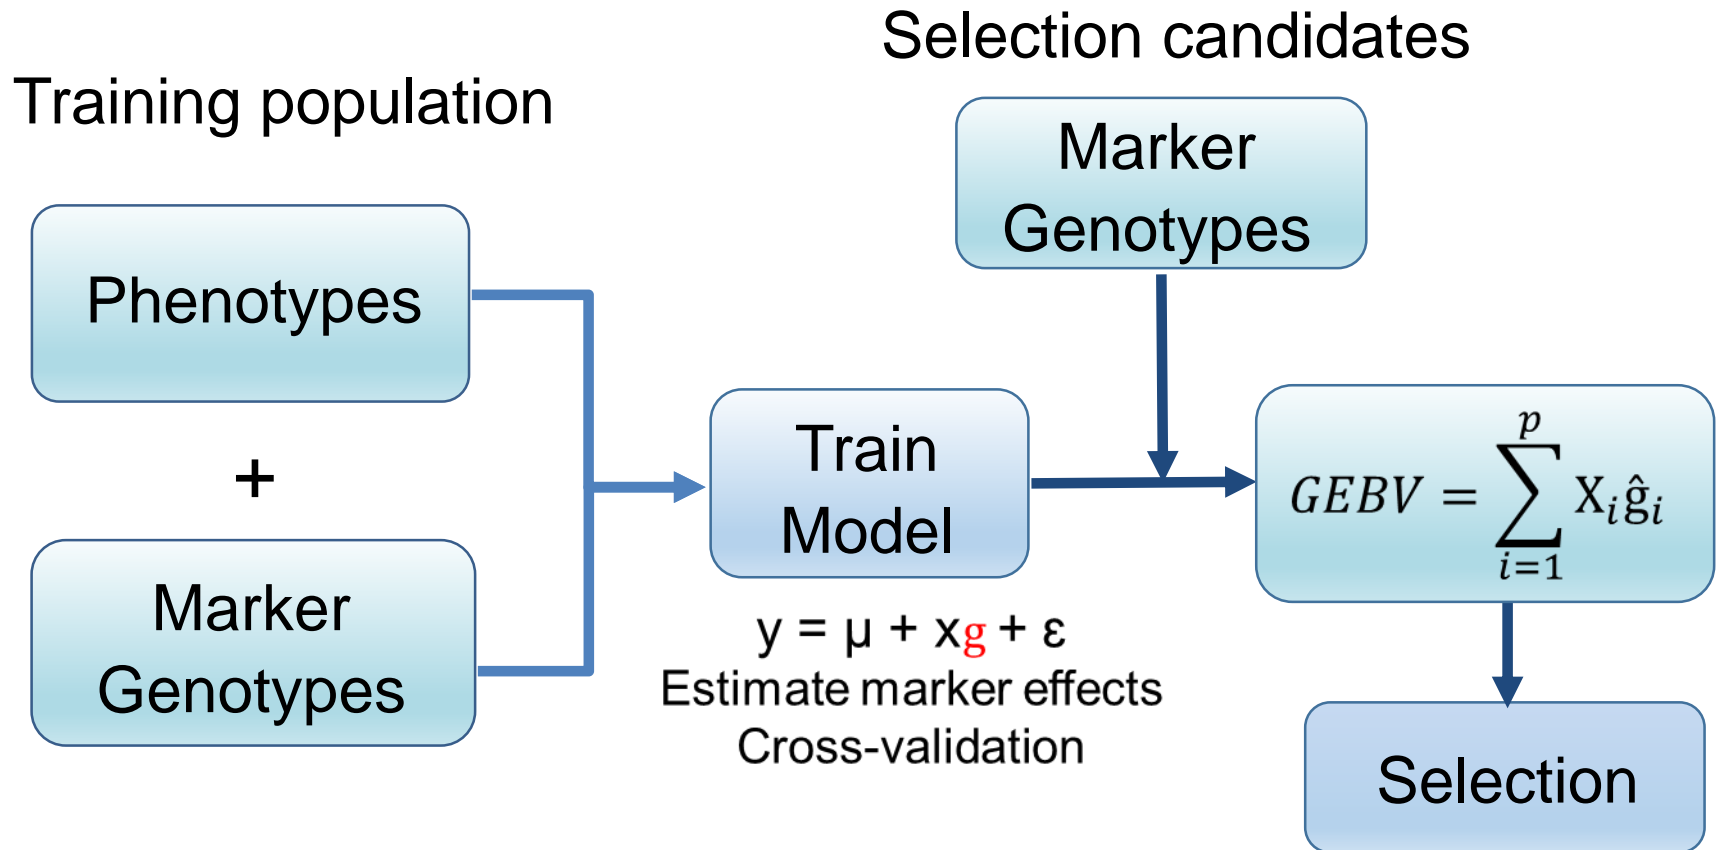 Selection candidates
Training population
Marker
Genotypes
Phenotypes
+
Marker
Genotypes
Train
Model
y = μ + xg + ε
Estimate marker effects
Cross-validation
GEBV = ∑_{i=1}^{p} X_i ĝ_i
Selection